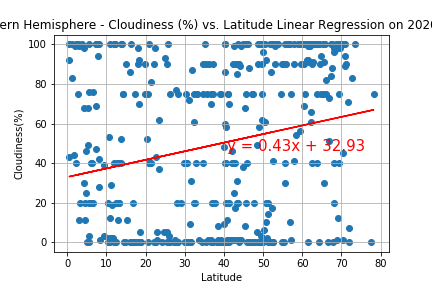 ern Hemisphere - Cloudiness (%) vs. Latitude Linear Regression on 202
100
80
60
40
20
0
Cloudiness(%)
y = 0.43x + 32.93
0 10 20 30 40 50 60 70 80
Latitude